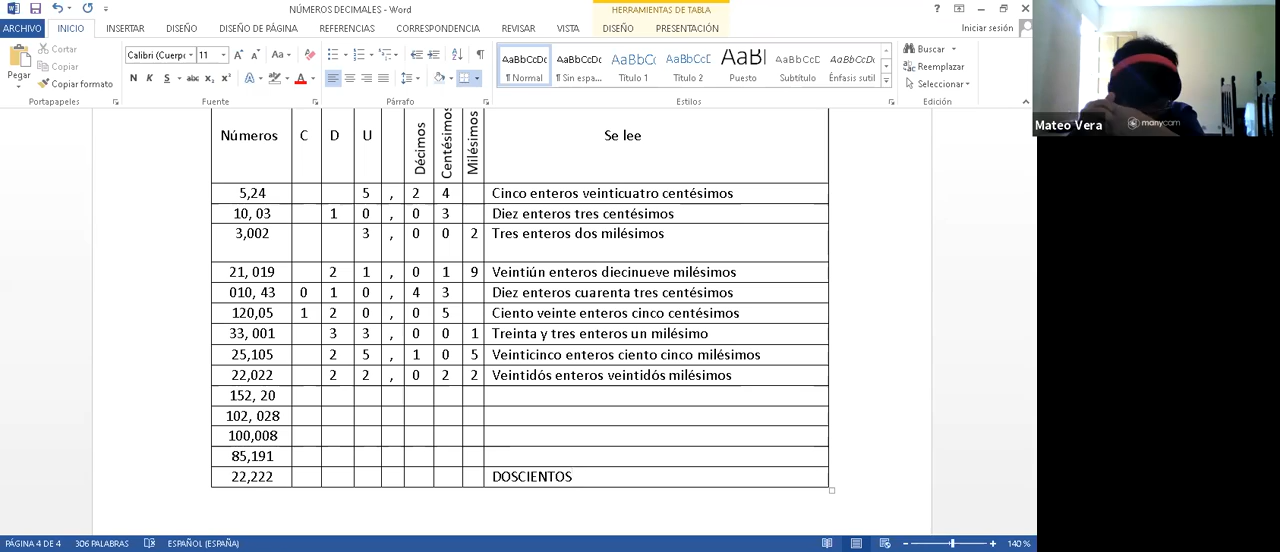 NÚMEROS DECIMALES - Word
HERRAMIENTAS DE TABLA
ARCHIVO INICIO INSERTAR DISEÑO DISEÑO DE PÁGINA REFERENCIAS CORRESPONDENCIA REVISAR VISTA DISEÑO PRESENTACIÓN Iniciar sesión
Pegar
Cortar
Copiar
Copiar formato
Portapapeles
Calibri (Cuerp 11
Fuente
Párrafo
AaBbCcDc AaBbCcDc AaBbCc AaBbCcC AaBl AaBbCcC AaBbCcDc
¶ Normal ¶ Sin espa... Título 1 Título 2 Puesto Subtítulo Énfasis sutil
Estilos
Buscar
Reemplazar
Seleccionar
Edición
Mateo Vera
manycam
Números C D U Décimos Centésimos Milésimos Se lee
5,24 5 , 2 4 Cinco enteros veinticuatro centésimos
10, 03 1 0 , 0 3 Diez enteros tres centésimos
3,002 3 , 0 0 2 Tres enteros dos milésimos
21, 019 2 1 , 0 1 9 Veintiún enteros diecinueve milésimos
010, 43 0 1 0 , 4 3 Diez enteros cuarenta tres centésimos
120,05 1 2 0 , 0 5 Ciento veinte enteros cinco centésimos
33, 001 3 3 , 0 0 1 Treinta y tres enteros un milésimo
25,105 2 5 , 1 0 5 Veinticinco enteros ciento cinco milésimos
22,022 2 2 , 0 2 2 Veintidós enteros veintidós milésimos
152, 20
102, 028
100,008
85,191
22,222 DOSCIENTOS
PÁGINA 4 DE 4 306 PALABRAS ESPAÑOL (ESPAÑA) 140 %